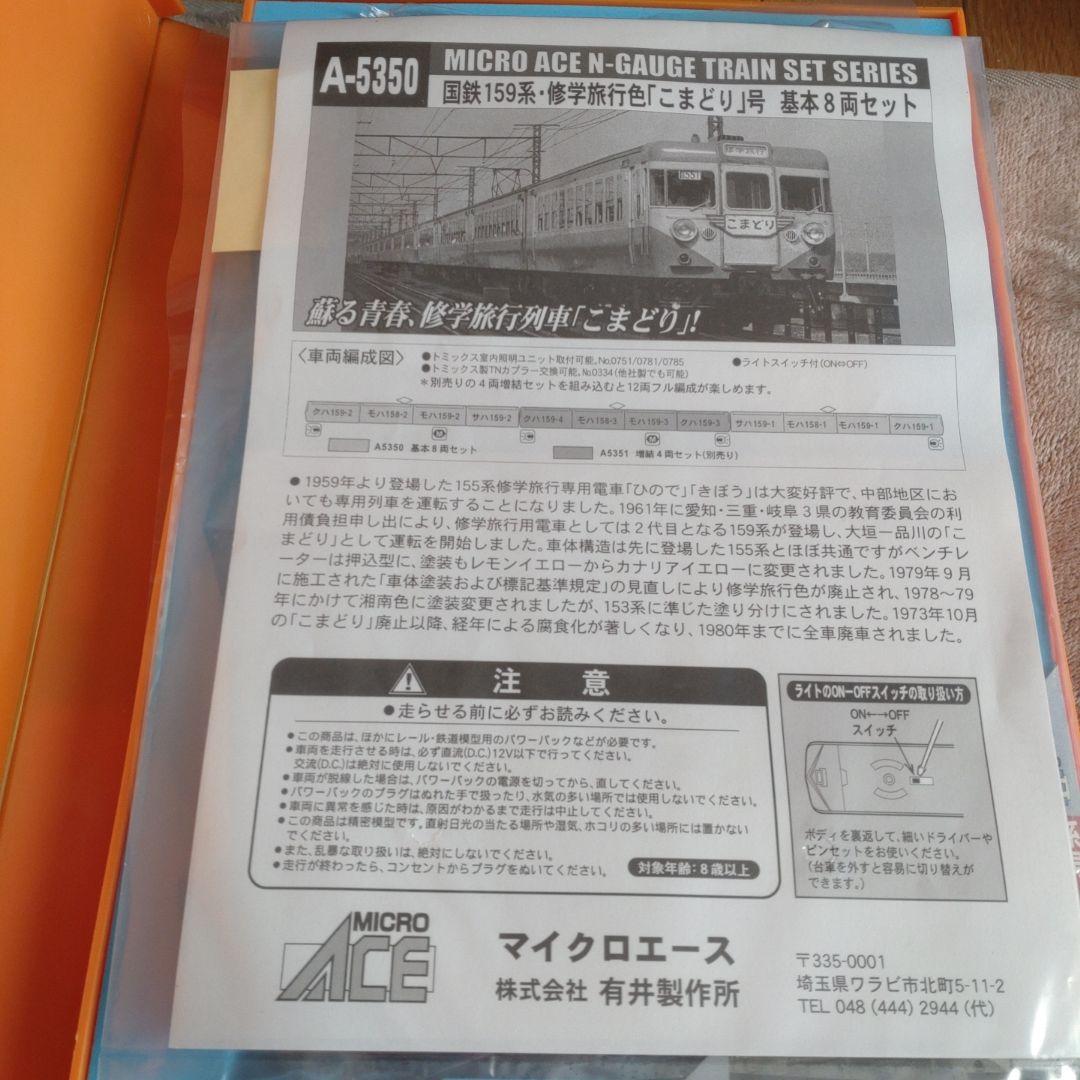 A-5350
MICRO ACE N-GAUGE TRAIN SET SERIES
国鉄159系・修学旅行色「こまどり」号 基本8両セット
修学旅行
こまどり
蘇る青春、修学旅行列車「こまどり」!
〈車両編成図〉
●トミックス室内照明ユニット取付可能。No.0751/0781/0785
●ライトスイッチ付(ON⇔OFF)
●トミックス製TNカプラー交換可能。No.0334(他社製でも可能)
＊別売りの4両増結セットを組み込むと12両フル編成が楽しめます。
クハ159-2 モハ158-2 モハ159-2 サハ159-2 クハ159-4 モハ158-3 モハ159-3 クハ159-3 サハ159-1 モハ158-1 モハ159-1 クハ159-1
M M
A5350 基本8両セット
A5351 増結4両セット(別売り)
●1959年より登場した155系修学旅行専用電車「ひので」「きぼう」は大変好評で、中部地区にお
いても専用列車を運転することになりました。1961年に愛知・三重・岐阜3県の教育委員会の利
用債負担申し出により、修学旅行用電車としては2代目となる159系が登場し、大垣―品川の「こ
まどり」として運転を開始しました。車体構造は先に登場した155系とほぼ共通ですがベンチレ
ーターは押込型に、塗装もレモンイエローからカナリアイエローに変更されました。1979年9月
に施工された「車体塗装および標記基準規定」の見直しにより修学旅行色が廃止され、1978～79
年にかけて湘南色に塗装変更されましたが、153系に準じた塗り分けにされました。1973年10月
の「こまどり」廃止以降、経年による腐食化が著しくなり、1980年までに全車廃車されました。
注 意
●走らせる前に必ずお読みください。
●この商品は、ほかにレール・鉄道模型用のパワーパックなどが必要です。
●車両を走行させる時は、必ず直流(D.C.)12V以下で行ってください。
交流(D.C.)は絶対に使用しないでください。
●車両が脱線した場合は、パワーパックの電源を切ってから、直してください。
●パワーパックのプラグはぬれた手で扱ったり、水気の多い場所では使用しないでください。
●車両に異常を感じた時は、原因がわかるまで走行は中止してください。
●この商品は精密模型です。直射日光の当たる場所や湿気、ホコリの多い場所には置かない
でください。
●また、乱暴な取り扱いは、絶対にしないでください。
●走行が終わったら、コンセントからプラグをぬいてください。
対象年齢：8歳以上
ライトのON―OFFスイッチの取り扱い方
ON←→OFF
スイッチ
ボディを裏返して、細いドライバーや
ピンセットをお使いください。
(台車を外すと容易に切り替えが
できます。)
MICRO
ACE
マイクロエース
株式会社 有井製作所
〒335-0001
埼玉県ワラビ市北町5-11-2
TEL 048 (444) 2944 (代)